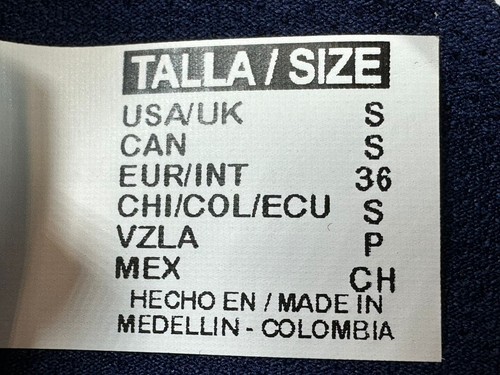 TALLA / SIZE
USA/UK S
CAN S
EUR/INT 36
CHI/COL/ECU S
VZLA P
MEX CH
HECHO EN / MADE IN
MEDELLIN - COLOMBIA